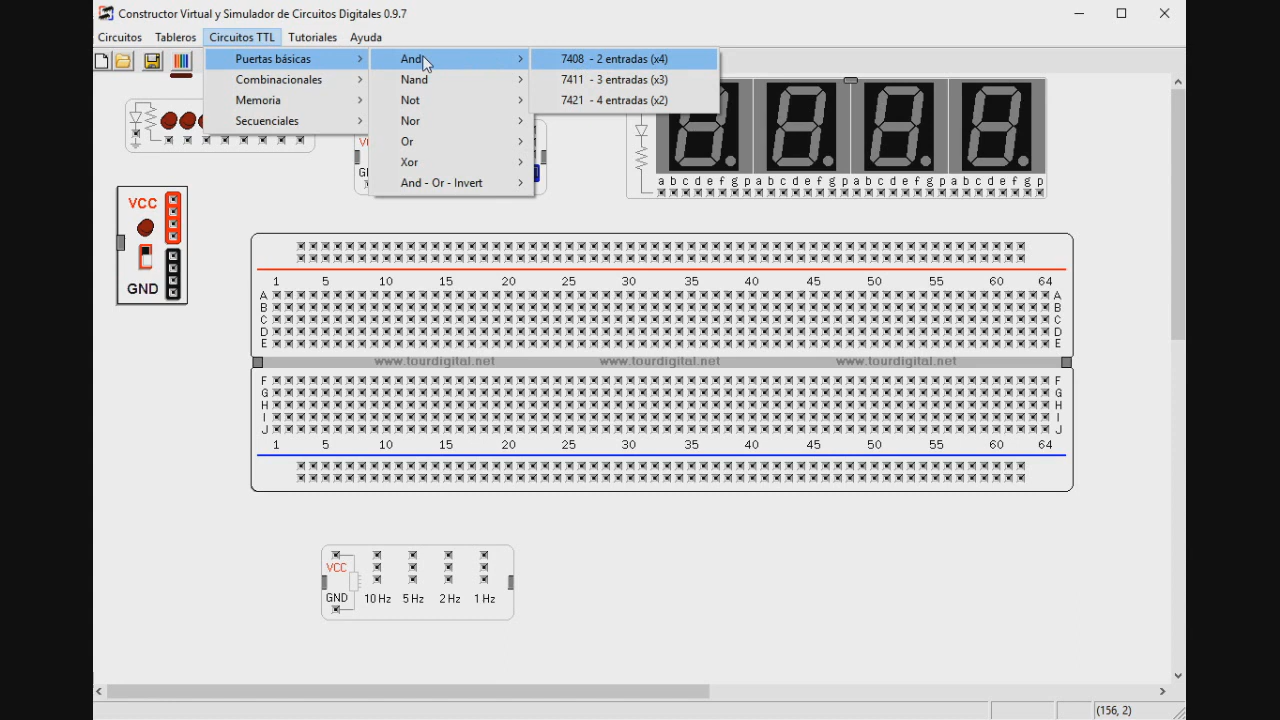 Constructor Virtual y Simulador de Circuitos Digitales 0.9.7
Circuitos Tableros Circuitos TTL Tutoriales Ayuda
Puertas básicas
Combinacionales
Memoria
Secuenciales
And
Nand
Not
Nor
Or
Xor
And - Or - Invert
7408 - 2 entradas (x4)
7411 - 3 entradas (x3)
7421 - 4 entradas (x2)
a b c d e f g p a b c d e f g p a b c d e f g p a b c d e f g p
VCC
GND
1 5 10 15 20 25 30 35 40 45 50 55 60 64
A A
B B
C C
D D
E E
www.tourdigital.net www.tourdigital.net www.tourdigital.net
F F
G G
H H
I I
J J
1 5 10 15 20 25 30 35 40 45 50 55 60 64
VCC
GND 10 Hz 5 Hz 2 Hz 1 Hz
(156, 2)